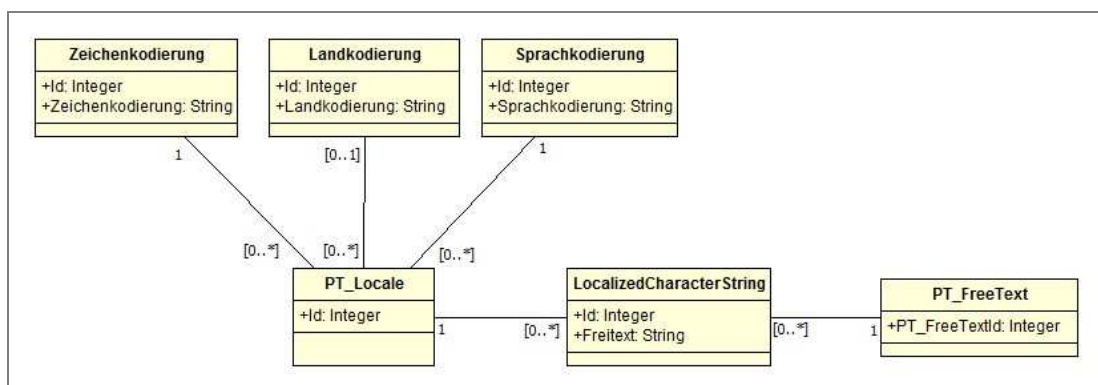 Zeichenkodierung
+Id: Integer
+Zeichenkodierung: String
Landkodierung
+Id: Integer
+Landkodierung: String
Sprachkodierung
+Id: Integer
+Sprachkodierung: String
1
[0..1]
1
[0..*]
[0..*]
[0..*]
PT_Locale
+Id: Integer
1
[0..*]
LocalizedCharacterString
+Id: Integer
+Freitext: String
[0..*]
1
PT_FreeText
+PT_FreeTextId: Integer